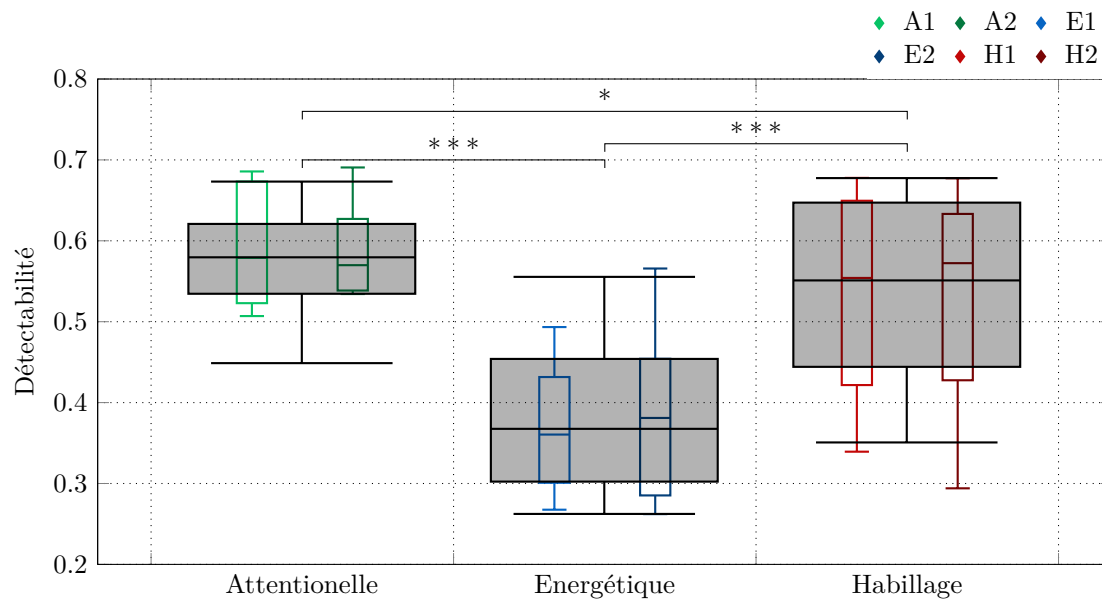 A1 A2 E1
E2 H1 H2
Détectabilité
0.8
0.7
0.6
0.5
0.4
0.3
0.2
*
***
***
Attentionelle Energétique Habillage